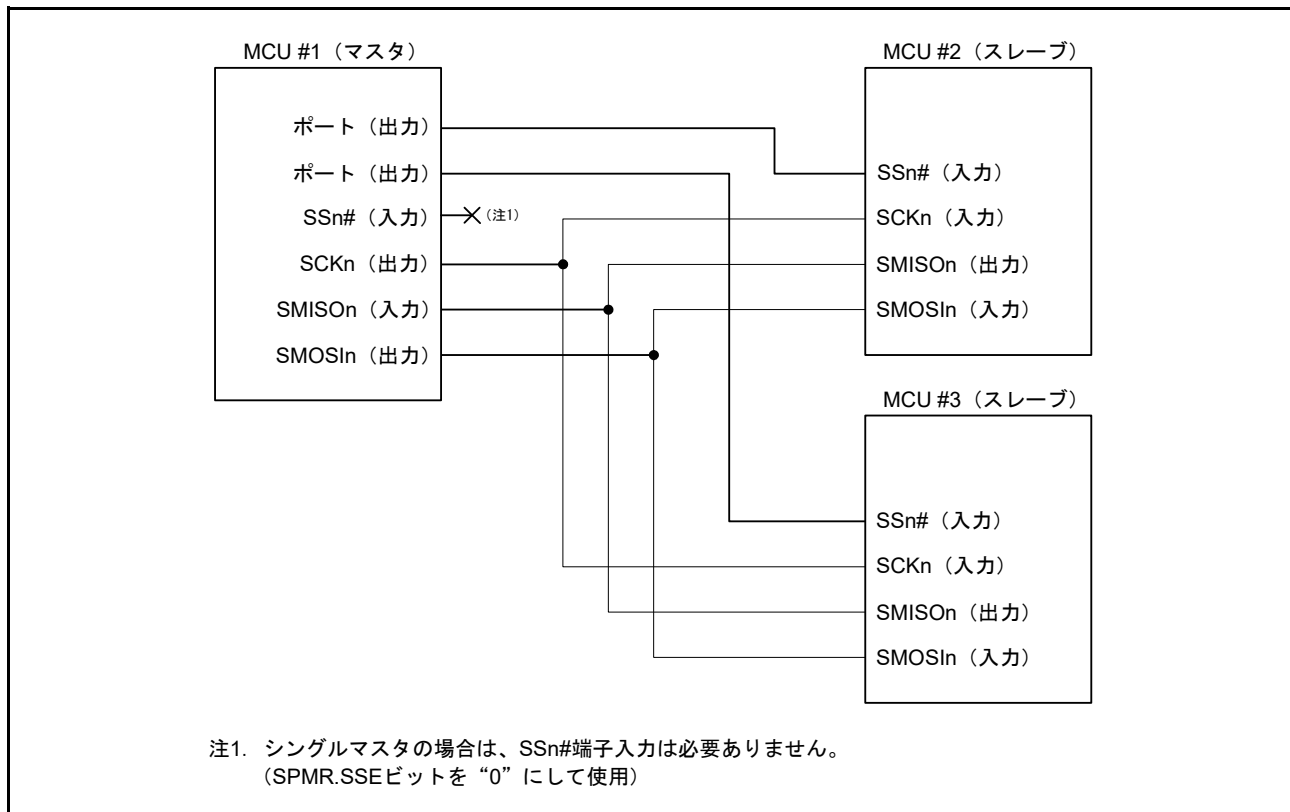 MCU #1（マスタ）
ポート（出力）
ポート（出力）
SSn#（入力）
（注1）
SCKn（出力）
SMISOn（入力）
SMOSIn（出力）
MCU #2（スレーブ）
SSn#（入力）
SCKn（入力）
SMISOn（出力）
SMOSIn（入力）
MCU #3（スレーブ）
SSn#（入力）
SCKn（入力）
SMISOn（出力）
SMOSIn（入力）
注1. シングルマスタの場合は、SSn#端子入力は必要ありません。
（SPMR.SSEビットを“0”にして使用）